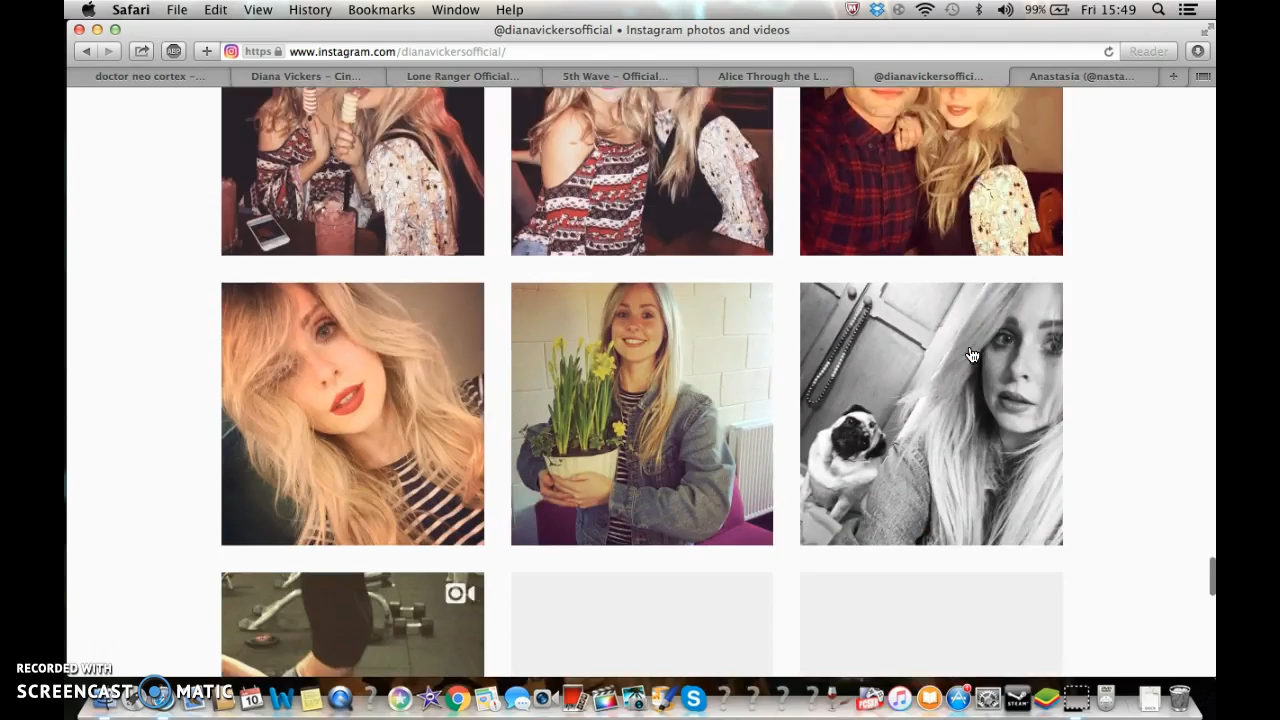 Safari File Edit View History Bookmarks Window Help 99% Fri 15:49
@dianavickersofficial • Instagram photos and videos
https www.instagram.com/dianavickersofficial/ Reader
doctor neo cortex –... Diana Vickers – Cin... Lone Ranger Official... 5th Wave – Official... Alice Through the L... @dianavickersoffici... Anastasia (@nasta...
RECORDED WITH
SCREENCAST MATIC